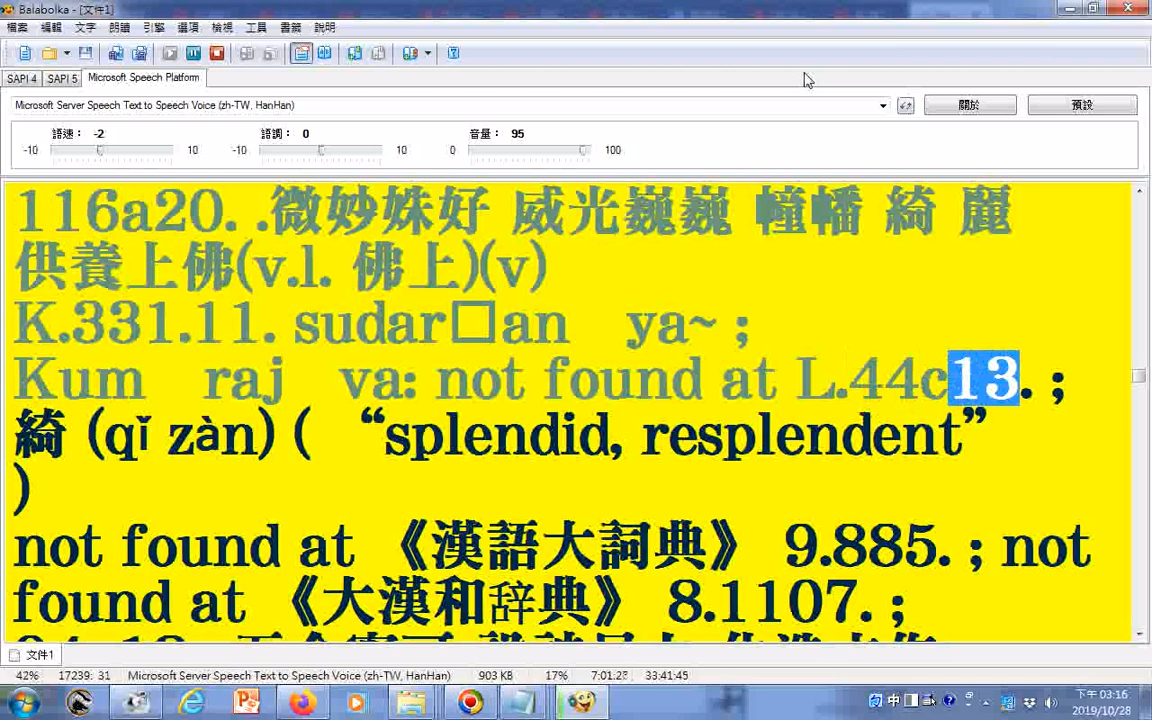 Balabolka - [文件1]
檔案 編輯 文字 朗讀 引擎 選項 檢視 工具 書籤 說明
SAPI 4 SAPI 5 Microsoft Speech Platform
Microsoft Server Speech Text to Speech Voice (zh-TW, HanHan) 關於 預設
語速： -2 語調： 0 音量： 95
-10 10 -10 10 0 100
116a20. .微妙姝好 威光巍巍 幢幡 綺 麗
供養上佛(v.l. 佛上)(v)
K.331.11. sudar□an ya~ ;
Kum raj va: not found at L.44c13. ;
綺 (qǐ zàn) ( “splendid, resplendent”
)
not found at 《漢語大詞典》 9.885. ; not
found at 《大漢和辞典》 8.1107. ;
文件1
42% 17239: 31 Microsoft Server Speech Text to Speech Voice (zh-TW, HanHan) 903 KB 17% 7:01:23 33:41:45
中
下午 03:16
2019/10/28